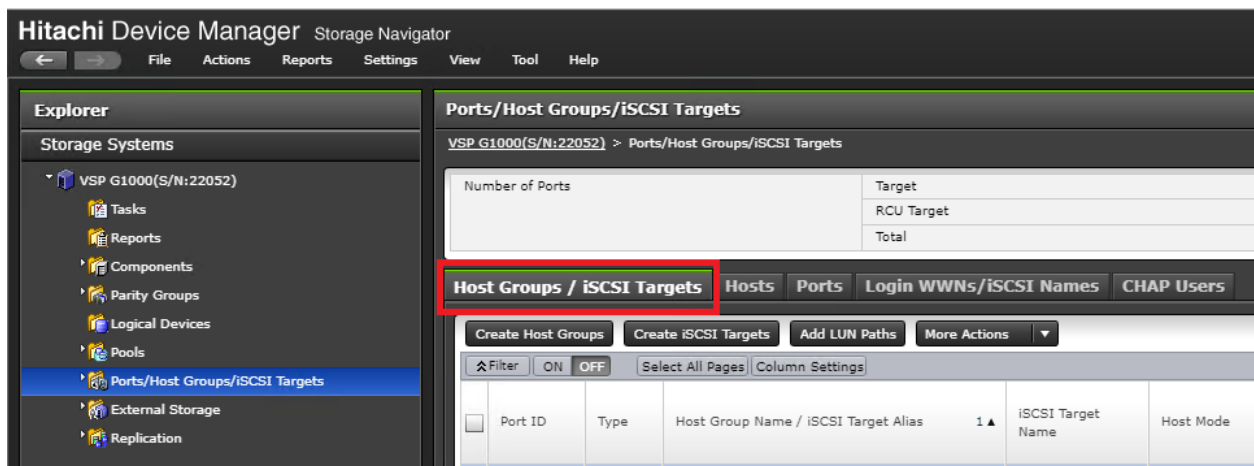 Hitachi Device Manager Storage Navigator
File Actions Reports Settings View Tool Help
Explorer
Storage Systems
VSP G1000(S/N:22052)
Tasks
Reports
Components
Parity Groups
Logical Devices
Pools
Ports/Host Groups/iSCSI Targets
External Storage
Replication
Ports/Host Groups/iSCSI Targets
VSP G1000(S/N:22052) > Ports/Host Groups/iSCSI Targets
Number of Ports Target
RCU Target
Total
Host Groups / iSCSI Targets Hosts Ports Login WWNs/iSCSI Names CHAP Users
Create Host Groups Create iSCSI Targets Add LUN Paths More Actions
Filter ON OFF Select All Pages Column Settings
Port ID Type Host Group Name / iSCSI Target Alias 1▲ iSCSI Target Name Host Mode